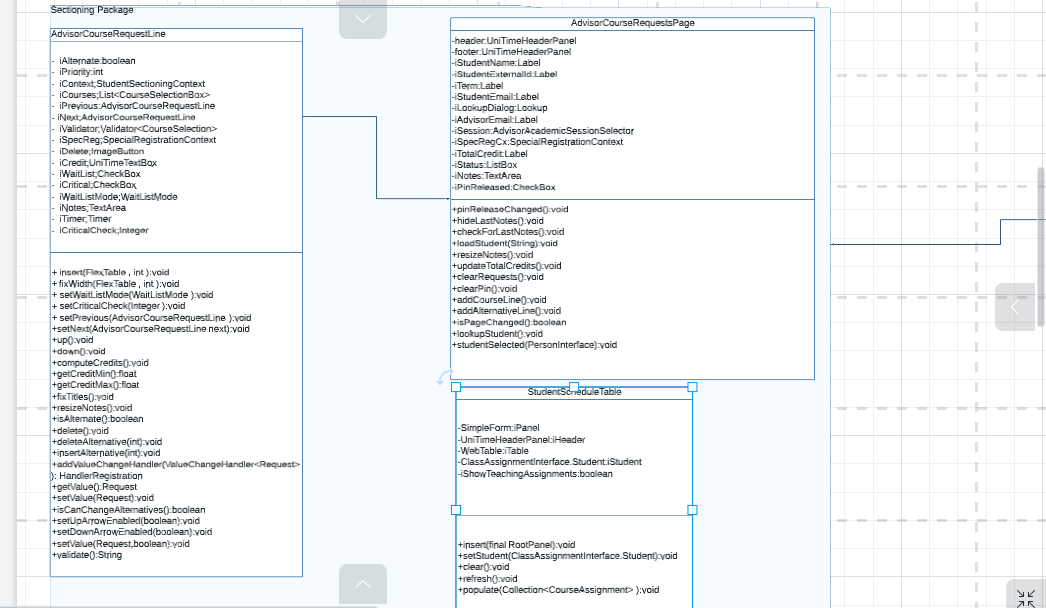 Sectioning Package
AdvisorCourseRequestLine
- iAlternate:boolean
- iPriority:int
- iContext;StudentSectioningContext
- iCourses;List<CourseSelectionBox>
- iPrevious:AdvisorCourseRequestLine
- iNext;AdvisorCourseRequestLine
- iValidator;Validator<CourseSelection>
- iSpecReg;SpecialRegistrationContext
- iDelete;ImageButton
- iCredit;UniTimeTextBox
- iWaitList;CheckBox
- iCritical;CheckBox
- iWaitListMode;WaitListMode
- iNotes;TextArea
- iTimer;Timer
- iCriticalCheck;Integer
+ insert(FlexTable , int ):void
+ fixWidth(FlexTable , int ):void
+ setWaitListMode(WaitListMode ):void
+ setCriticalCheck(Integer ):void
+ setPrevious(AdvisorCourseRequestLine ):void
+setNext(AdvisorCourseRequestLine next):void
+up():void
+down():void
+computeCredits():void
+getCreditMin():float
+getCreditMax():float
+fixTitles():void
+resizeNotes():void
+isAlternate():boolean
+delete():void
+deleteAlternative(int):void
+insertAlternative(int):void
+addValueChangeHandler(ValueChangeHandler<Request>
): HandlerRegistration
+getValue():Request
+setValue(Request):void
+isCanChangeAlternatives():boolean
+setUpArrowEnabled(boolean):void
+setDownArrowEnabled(boolean):void
+setValue(Request,boolean):void
+validate():String
AdvisorCourseRequestsPage
-header:UniTimeHeaderPanel
-footer:UniTimeHeaderPanel
-iStudentName:Label
-iStudentExternalId:Label
-iTerm:Label
-iStudentEmail:Label
-iLookupDialog:Lookup
-iAdvisorEmail:Label
-iSession:AdvisorAcademicSessionSelector
-iSpecRegCx:SpecialRegistrationContext
-iTotalCredit:Label
-iStatus:ListBox
-iNotes:TextArea
-iPinReleased:CheckBox
+pinReleaseChanged():void
+hideLastNotes():void
+checkForLastNotes():void
+loadStudent(String):void
+resizeNotes():void
+updateTotalCredits():void
+clearRequests():void
+clearPin():void
+addCourseLine():void
+addAlternativeLine():void
+isPageChanged():boolean
+lookupStudent():void
+studentSelected(PersonInterface):void
StudentScheduleTable
-SimpleForm:iPanel
-UniTimeHeaderPanel:iHeader
-WebTable:iTable
-ClassAssignmentInterface.Student:iStudent
-iShowTeachingAssignments:boolean
+insert(final RootPanel):void
+setStudent(ClassAssignmentInterface.Student):void
+clear():void
+refresh():void
+populate(Collection<CourseAssignment> ):void